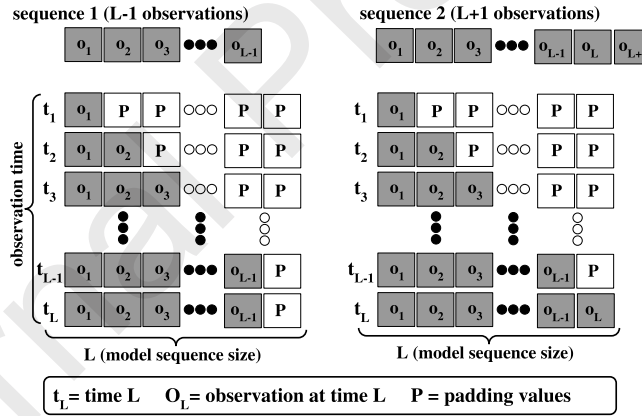 sequence 1 (L-1 observations)
sequence 2 (L+1 observations)
o1 o2 o3 oL-1
o1 o2 o3 oL-1 oL oL+
observation time
t1 o1 P P P P
t2 o1 o2 P P P
t3 o1 o2 o3 P P
tL-1 o1 o2 o3 oL-1 P
tL o1 o2 o3 oL-1 P
L (model sequence size)
t1 o1 P P P P
t2 o1 o2 P P P
t3 o1 o2 o3 P P
tL-1 o1 o2 o3 oL-1 P
tL o1 o2 o3 oL-1 oL
L (model sequence size)
tL= time L OL= observation at time L P = padding values